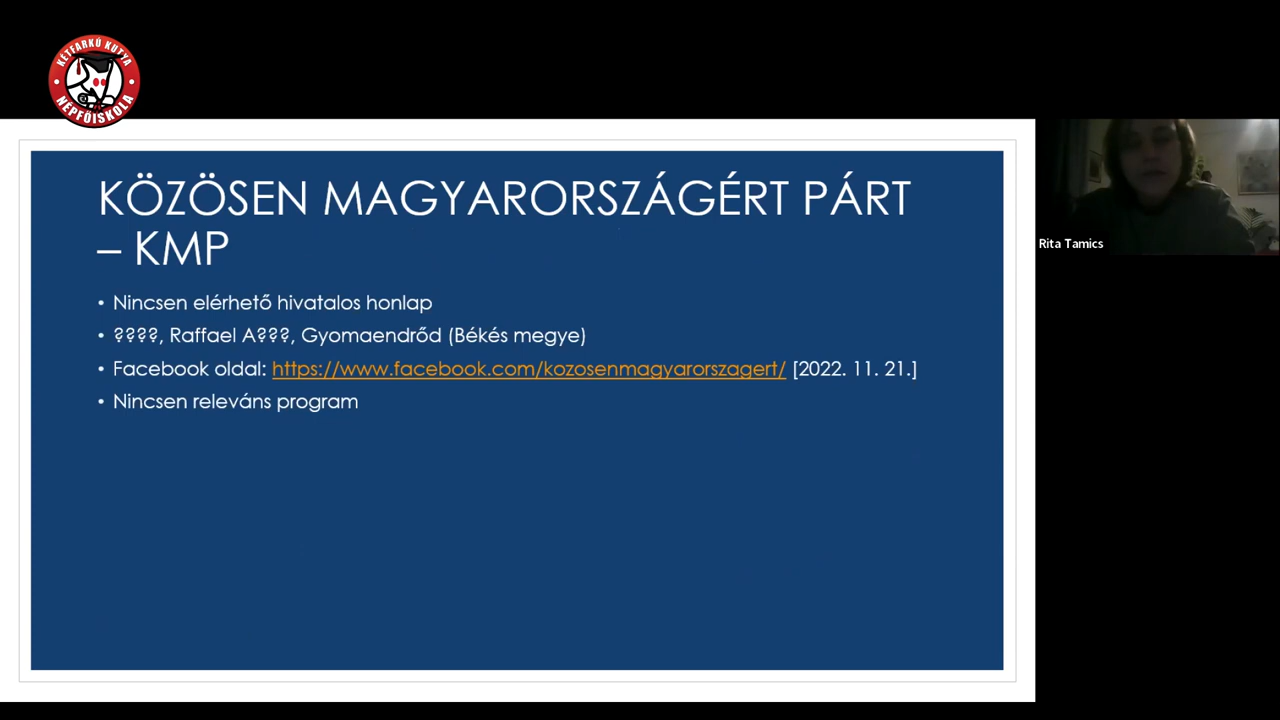 KÉTFARKÚ KUTYA
NÉPFŐISKOLA
KÖZÖSEN MAGYARORSZÁGÉRT PÁRT
– KMP
• Nincsen elérhető hivatalos honlap
• ????, Raffael A???, Gyomaendrőd (Békés megye)
• Facebook oldal: https://www.facebook.com/kozosenmagyarorszagert/ [2022. 11. 21.]
• Nincsen releváns program
Rita Tamics